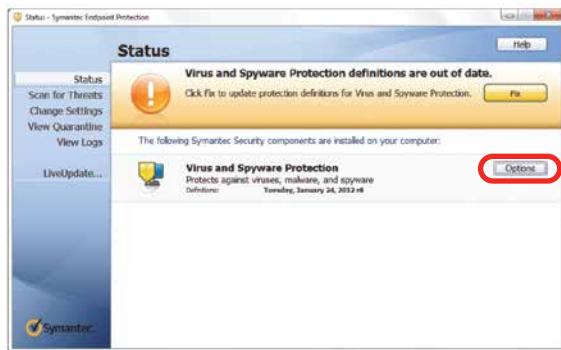 Status - Symantec Endpoint Protection
Help
Status
Virus and Spyware Protection definitions are out of date.
Click Fix to update protection definitions for Virus and Spyware Protection.
Fix
Status
Scan for Threats
Change Settings
View Quarantine
View Logs
LiveUpdate...
The following Symantec Security components are installed on your computer:
Virus and Spyware Protection
Options
Protects against viruses, malware, and spyware
Definitions: Tuesday, January 24, 2012 r6
Symantec.